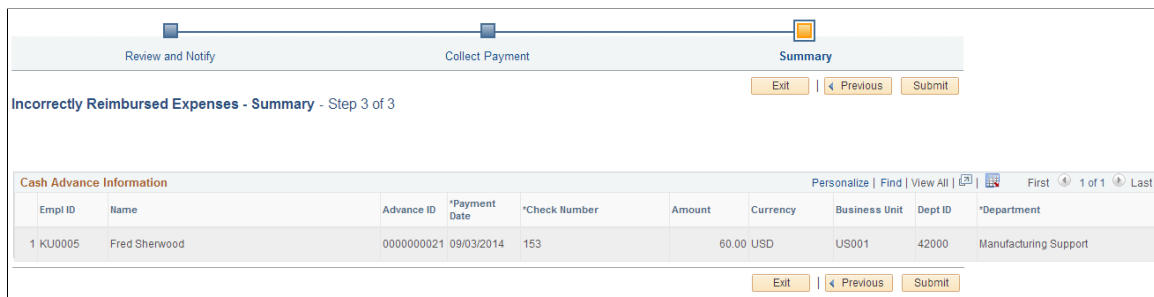 Review and Notify Collect Payment Summary
Exit | Previous Submit
Incorrectly Reimbursed Expenses - Summary - Step 3 of 3
Cash Advance Information Personalize | Find | View All | | First 1 of 1 Last
Empl ID Name Advance ID *Payment Date *Check Number Amount Currency Business Unit Dept ID *Department
1 KU0005 Fred Sherwood 0000000021 09/03/2014 153 60.00 USD US001 42000 Manufacturing Support
Exit | Previous Submit